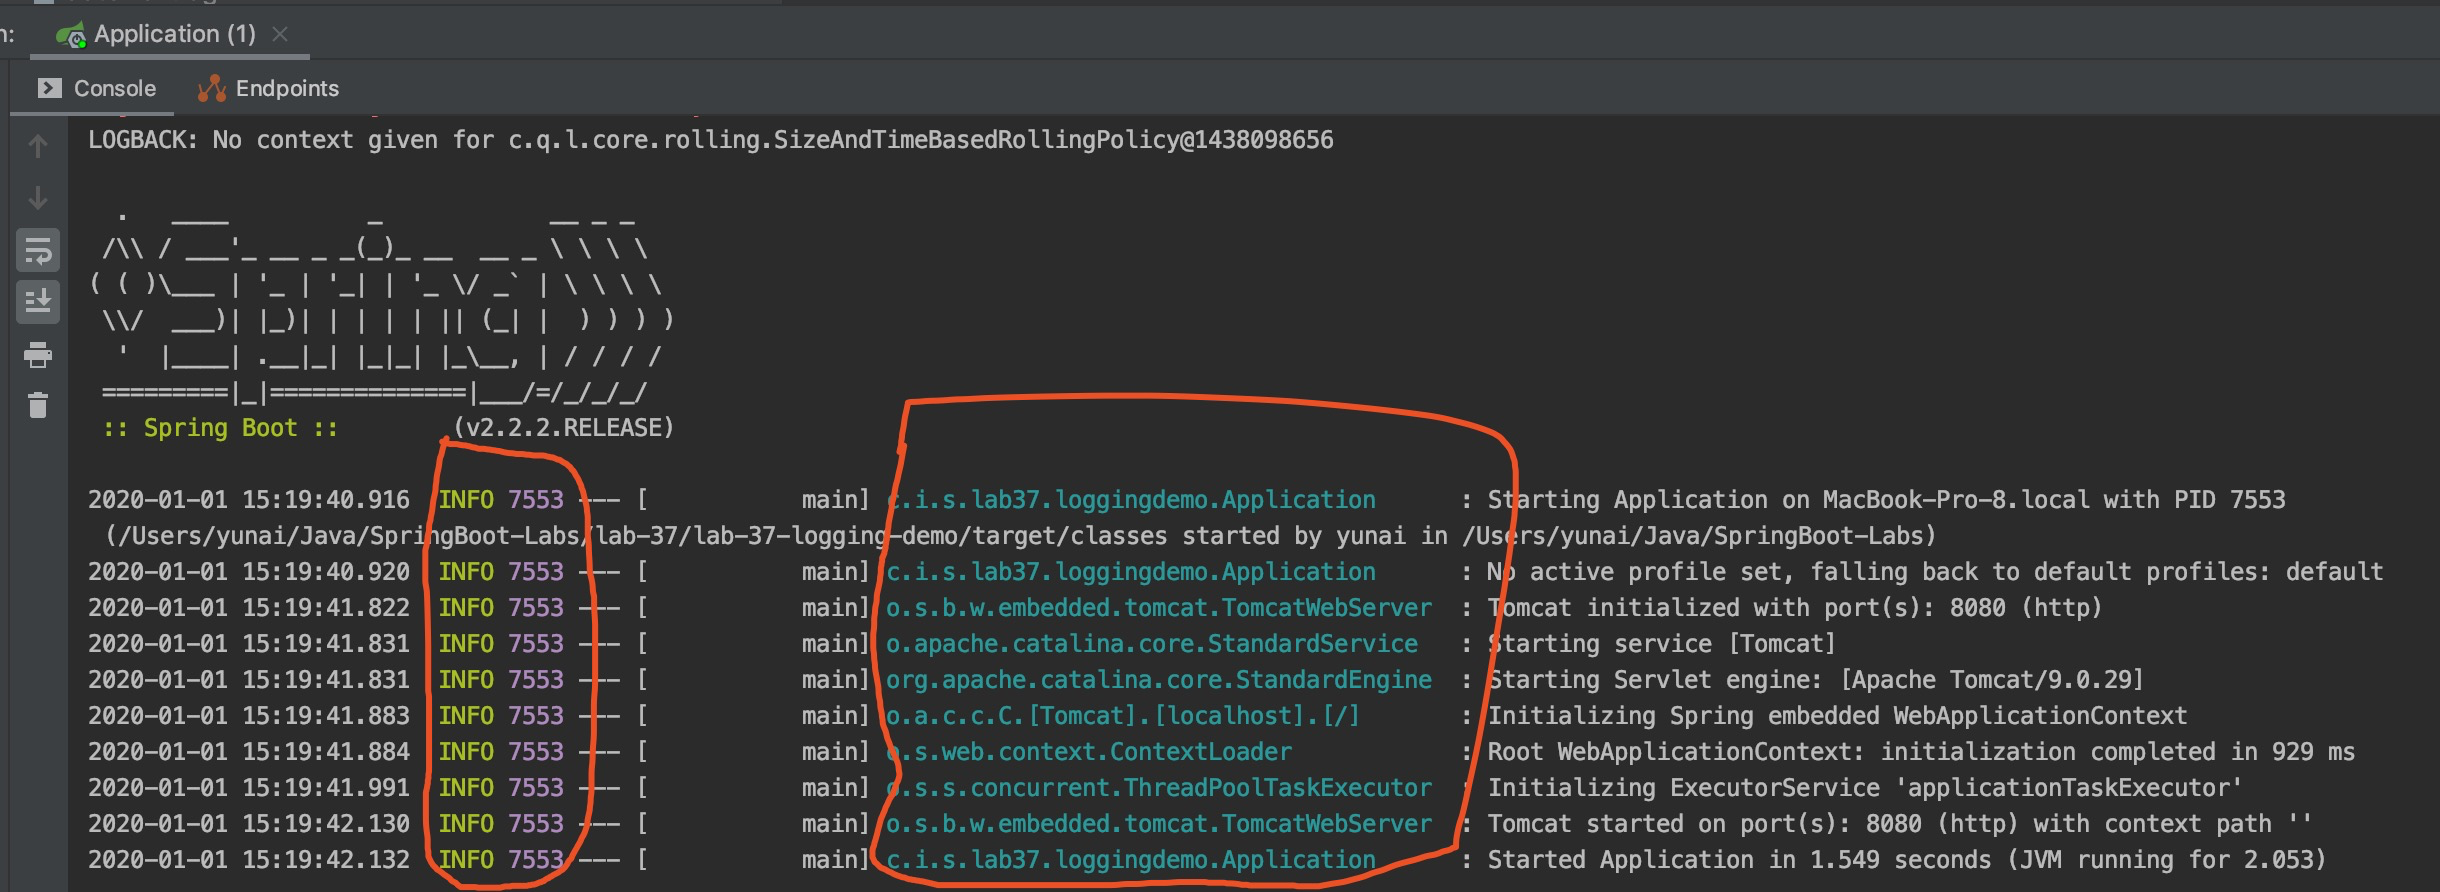 n:
Application (1)
Console
Endpoints
LOGBACK: No context given for c.q.l.core.rolling.SizeAndTimeBasedRollingPolicy@1438098656
  .   ____          _            __ _ _
 /\\ / ___'_ __ _ _(_)_ __  __ _ \ \ \ \
( ( )\___ | '_ | '_| | '_ \/ _` | \ \ \ \
 \\/  ___)| |_)| | | | | || (_| |  ) ) ) )
  '  |____| .__|_| |_|_| |_\__, | / / / /
 =========|_|==============|___/=/_/_/_/
 :: Spring Boot ::        (v2.2.2.RELEASE)
2020-01-01 15:19:40.916  INFO 7553 --- [           main] c.i.s.lab37.loggingdemo.Application      : Starting Application on MacBook-Pro-8.local with PID 7553
 (/Users/yunai/Java/SpringBoot-Labs/lab-37/lab-37-logging-demo/target/classes started by yunai in /Users/yunai/Java/SpringBoot-Labs)
2020-01-01 15:19:40.920  INFO 7553 --- [           main] c.i.s.lab37.loggingdemo.Application      : No active profile set, falling back to default profiles: default
2020-01-01 15:19:41.822  INFO 7553 --- [           main] o.s.b.w.embedded.tomcat.TomcatWebServer  : Tomcat initialized with port(s): 8080 (http)
2020-01-01 15:19:41.831  INFO 7553 --- [           main] o.apache.catalina.core.StandardService   : Starting service [Tomcat]
2020-01-01 15:19:41.831  INFO 7553 --- [           main] org.apache.catalina.core.StandardEngine  : Starting Servlet engine: [Apache Tomcat/9.0.29]
2020-01-01 15:19:41.883  INFO 7553 --- [           main] o.a.c.c.C.[Tomcat].[localhost].[/]       : Initializing Spring embedded WebApplicationContext
2020-01-01 15:19:41.884  INFO 7553 --- [           main] o.s.web.context.ContextLoader            : Root WebApplicationContext: initialization completed in 929 ms
2020-01-01 15:19:41.991  INFO 7553 --- [           main] o.s.s.concurrent.ThreadPoolTaskExecutor  : Initializing ExecutorService 'applicationTaskExecutor'
2020-01-01 15:19:42.130  INFO 7553 --- [           main] o.s.b.w.embedded.tomcat.TomcatWebServer  : Tomcat started on port(s): 8080 (http) with context path ''
2020-01-01 15:19:42.132  INFO 7553 --- [           main] c.i.s.lab37.loggingdemo.Application      : Started Application in 1.549 seconds (JVM running for 2.053)